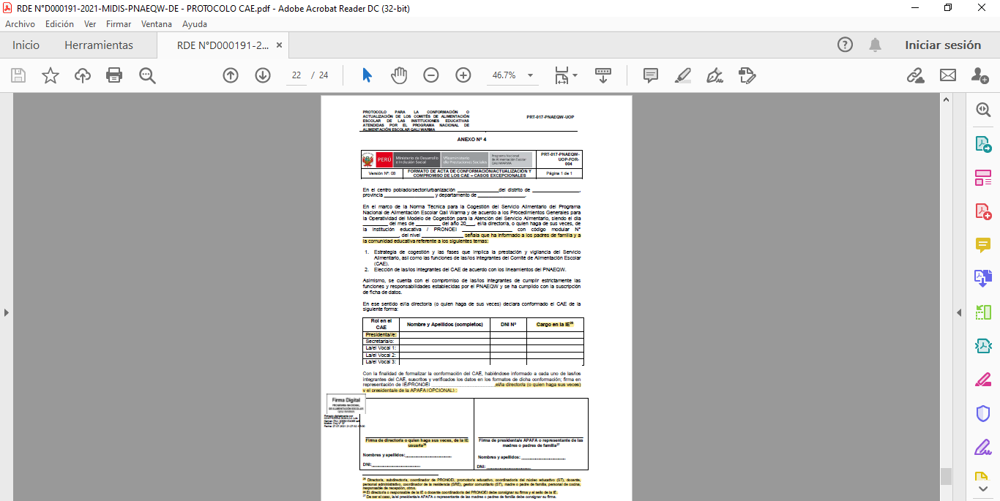 RDE N°D000191-2021-MIDIS-PNAEQW-DE - PROTOCOLO CAE.pdf - Adobe Acrobat Reader DC (32-bit)
Archivo Edición Ver Firmar Ventana Ayuda
Inicio Herramientas RDE N°D000191-2... × Iniciar sesión
22 / 24 46.7%
PROTOCOLO PARA LA CONFORMACIÓN O
ACTUALIZACIÓN DE LOS COMITÉS DE ALIMENTACIÓN
ESCOLAR DE LAS INSTITUCIONES EDUCATIVAS
ATENDIDAS POR EL PROGRAMA NACIONAL DE
ALIMENTACIÓN ESCOLAR QALI WARMA
PRT-017-PNAEQW-UOP
ANEXO Nº 4
PERÚ
Ministerio de Desarrollo
e Inclusión Social
Viceministerio
de Prestaciones Sociales
Programa Nacional
de Alimentación Escolar
QALI WARMA
PRT-017-PNAEQW-
UOP-FOR-
004
Versión Nº: 08
FORMATO DE ACTA DE CONFORMACIÓN/ACTUALIZACIÓN Y
COMPROMISO DE LOS CAE – CASOS EXCEPCIONALES
Página 1 de 1
En el centro poblado/sector/urbanización ________________del distrito de __________________,
provincia ___________________ y departamento de __________________.
En el marco de la Norma Técnica para la Cogestión del Servicio Alimentario del Programa
Nacional de Alimentación Escolar Qali Warma y de acuerdo a los Procedimientos Generales para
la Operatividad del Modelo de Cogestión para la Atención del Servicio Alimentario, siendo el día
__________ del mes de __________ del año 20___, el/la director/a, o quien haga de sus veces, de
la institución educativa / PRONOEI ___________________ con código modular N°
______________, del nivel ________________ señala que ha informado a los padres de familia y a
la comunidad educativa referente a los siguientes temas:
1. Estrategia de cogestión y las fases que implica la prestación y vigilancia del Servicio
Alimentario, así como las funciones de las/los integrantes del Comité de Alimentación Escolar
(CAE).
2. Elección de las/los integrantes del CAE de acuerdo con los lineamientos del PNAEQW.
Asimismo, se cuenta con el compromiso de las/los integrantes de cumplir estrictamente las
funciones y responsabilidades establecidas por el PNAEQW y se ha cumplido con la suscripción
de ficha de datos.
En ese sentido el/la director/a (o quien haga de sus veces) declara conformado el CAE de la
siguiente forma:
Rol en el
CAE
Nombre y Apellidos (completos) DNI Nº Cargo en la IE²⁵
Presidenta/e:
Secretaria/o:
La/el Vocal 1:
La/el Vocal 2:
La/el Vocal 3:
Con la finalidad de formalizar la conformación del CAE, habiéndose informado a cada uno de las/los
integrantes del CAE, suscritos y verificados los datos en los formatos de dicha conformación; firma en
representación de IE/PRONOEI ______________________,el/la director/a (o quien haga sus veces)
y el presidenta/e de la APAFA (OPCIONAL) :
Firma Digital
Firma de director/a o quien haga sus veces, de la IE
usuaria²⁶
Nombres y apellidos:__________________
DNI:___________________
Firma de presidenta/e APAFA o representante de las
madres o padres de familia²⁷
Nombres y apellidos: _________________
DNI: _________________
²⁵ Director/a, subdirector/a, coordinador de PRONOEI, promotor/a educativo, coordinador/a del núcleo educativo (ST), docente,
personal administrativo, coordinador de la residencia (SRE), gestor comunitario (ST), madre o padre de familia, personal de cocina,
responsable de recepción, otros.
²⁶ El director/a o responsable de la IE o docente coordinador/a del PRONOEI debe consignar su firma y el sello de la IE.
²⁷ De ser el caso, la/el presidenta/e APAFA o representante de las madres o padres de familia debe consignar su firma.